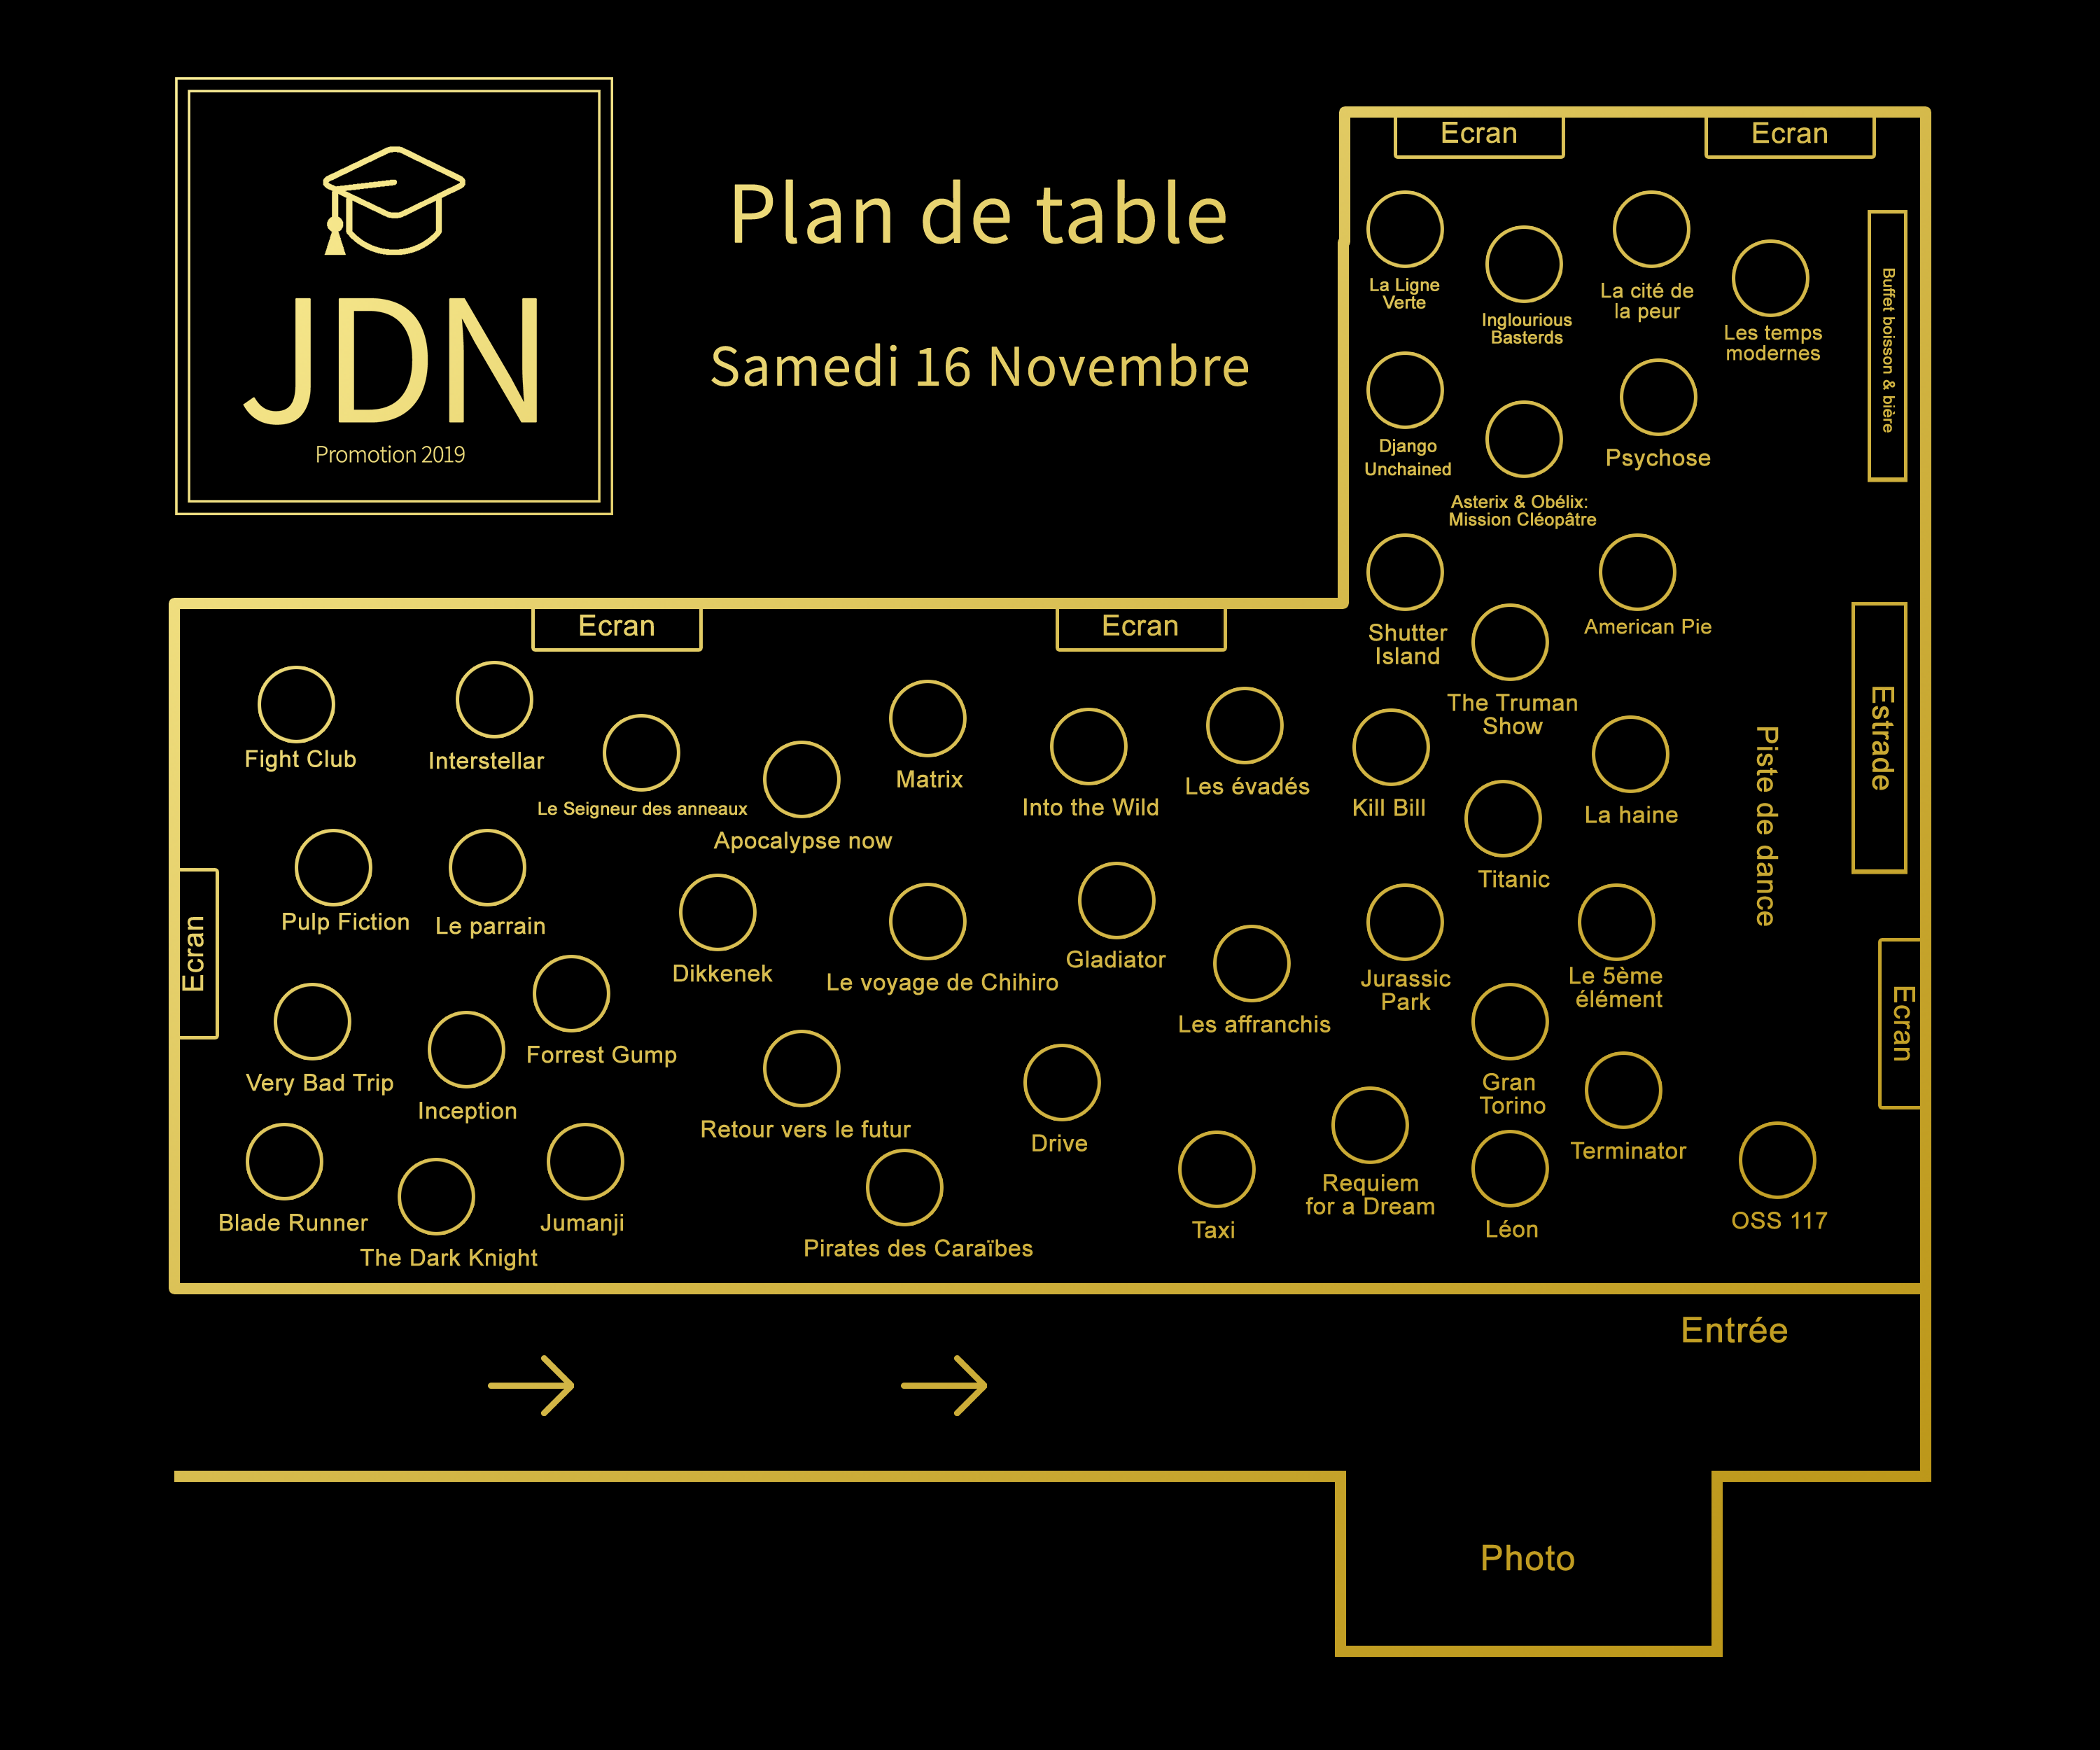 JDN
Promotion 2019
Plan de table
Samedi 16 Novembre
Ecran
Ecran
La Ligne
Verte
Inglourious
Basterds
La cité de
la peur
Les temps
modernes
Buffet boisson & bière
Django
Unchained
Asterix & Obélix:
Mission Cléopâtre
Psychose
Shutter
Island
American Pie
The Truman
Show
Estrade
Piste de dance
Ecran
Ecran
Fight Club
Interstellar
Le Seigneur des anneaux
Apocalypse now
Matrix
Into the Wild
Les évadés
Kill Bill
La haine
Titanic
Ecran
Pulp Fiction
Le parrain
Dikkenek
Le voyage de Chihiro
Gladiator
Les affranchis
Jurassic
Park
Le 5ème
élément
Ecran
Very Bad Trip
Inception
Forrest Gump
Retour vers le futur
Drive
Gran
Torino
Terminator
Blade Runner
The Dark Knight
Jumanji
Pirates des Caraïbes
Taxi
Requiem
for a Dream
Léon
OSS 117
Entrée
Photo